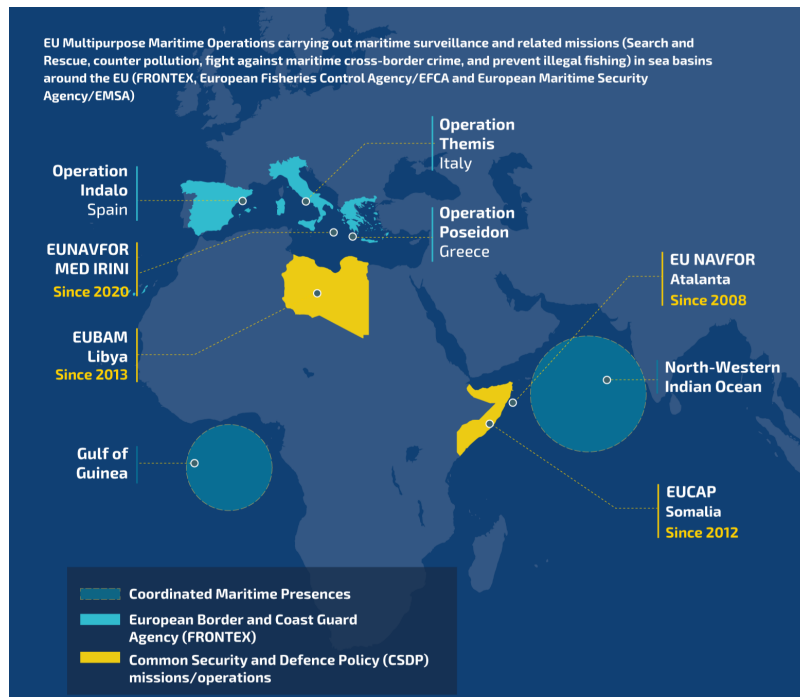 EU Multipurpose Maritime Operations carrying out maritime surveillance and related missions (Search and
Rescue, counter pollution, fight against maritime cross-border crime, and prevent illegal fishing) in sea basins
around the EU (FRONTEX, European Fisheries Control Agency/EFCA and European Maritime Security
Agency/EMSA)
Operation
Themis
Italy
Operation
Indalo
Spain
Operation
Poseidon
Greece
EUNAVFOR
MED IRINI
Since 2020
EU NAVFOR
Atalanta
Since 2008
EUBAM
Libya
Since 2013
North-Western
Indian Ocean
Gulf of
Guinea
EUCAP
Somalia
Since 2012
Coordinated Maritime Presences
European Border and Coast Guard
Agency (FRONTEX)
Common Security and Defence Policy (CSDP)
missions/operations